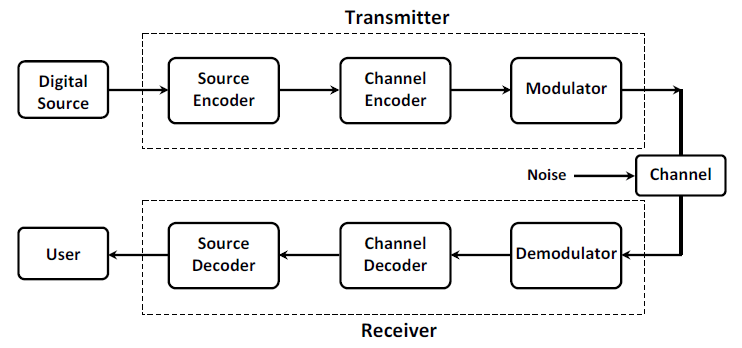 Transmitter
Digital
Source
Source
Encoder
Channel
Encoder
Modulator
Noise
Channel
User
Source
Decoder
Channel
Decoder
Demodulator
Receiver